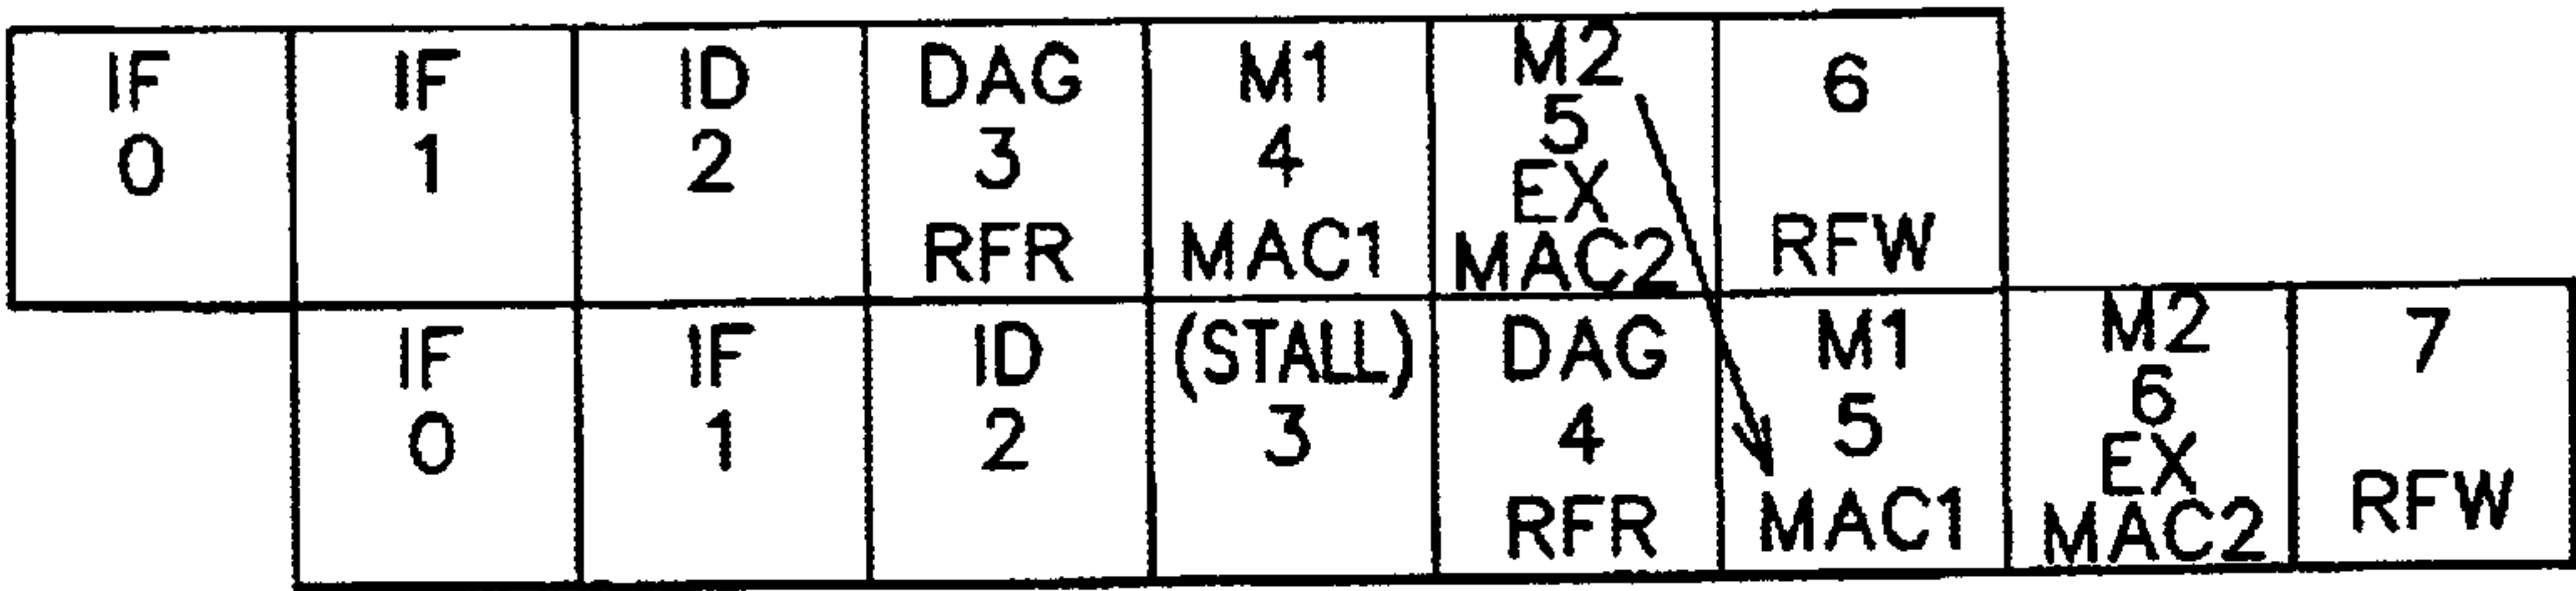 IF IF ID DAG M1 M2 6
0 1 2 3 4 5
EX
RFR MAC1 MAC2 RFW
IF IF ID (STALL) DAG M1 M2 7
0 1 2 3 4 5 6
EX
RFR MAC1 MAC2 RFW